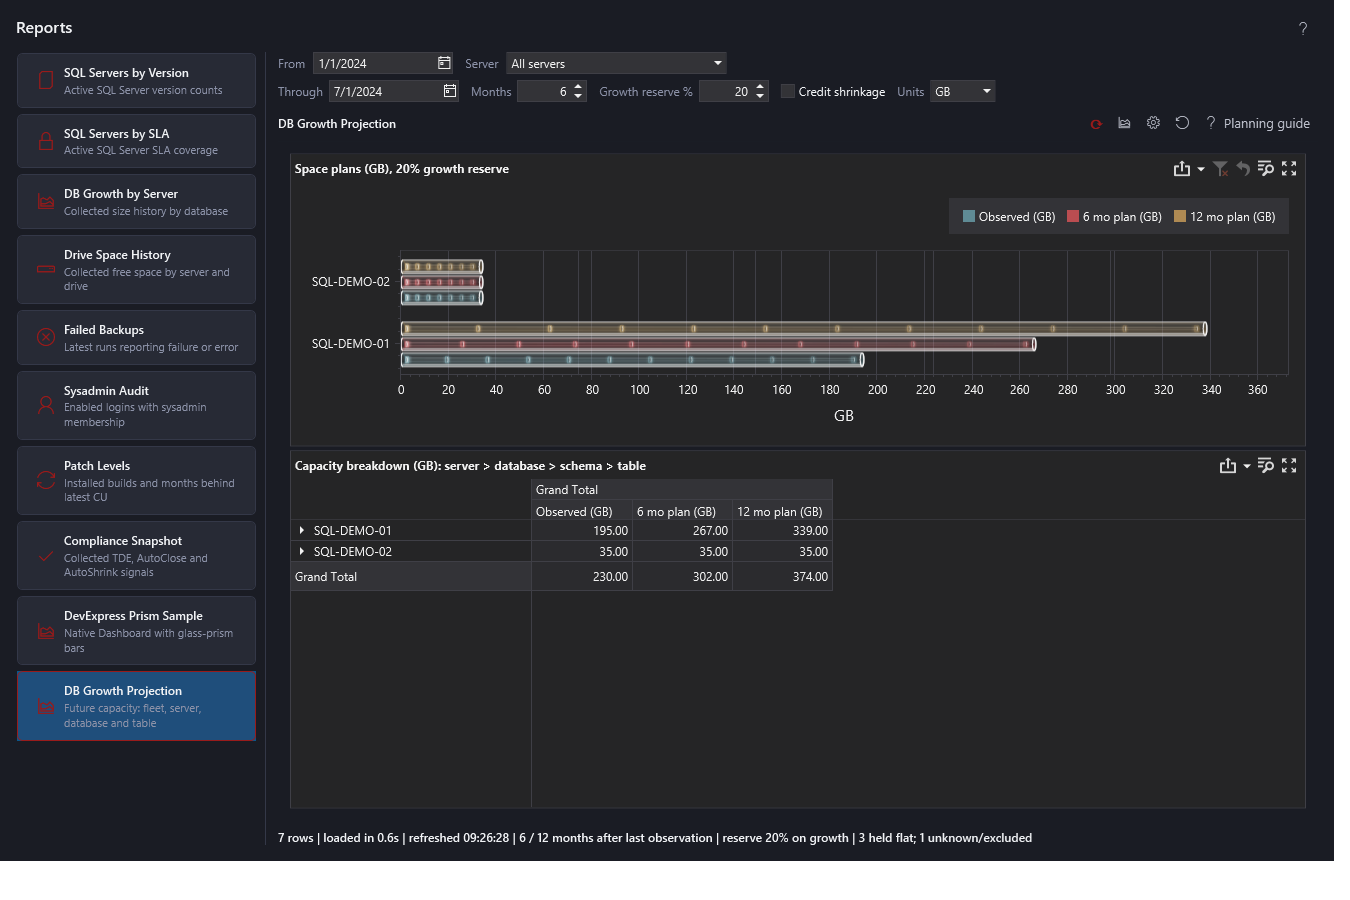 Reports
?
SQL Servers by Version
Active SQL Server version counts
SQL Servers by SLA
Active SQL Server SLA coverage
DB Growth by Server
Collected size history by database
Drive Space History
Collected free space by server and
drive
Failed Backups
Latest runs reporting failure or error
Sysadmin Audit
Enabled logins with sysadmin
membership
Patch Levels
Installed builds and months behind
latest CU
Compliance Snapshot
Collected TDE, AutoClose and
AutoShrink signals
DevExpress Prism Sample
Native Dashboard with glass-prism
bars
DB Growth Projection
Future capacity: fleet, server,
database and table
From 1/1/2024 Server All servers
Through 7/1/2024 Months 6 Growth reserve % 20 Credit shrinkage Units GB
DB Growth Projection
? Planning guide
Space plans (GB), 20% growth reserve
Observed (GB) 6 mo plan (GB) 12 mo plan (GB)
SQL-DEMO-02
SQL-DEMO-01
0 20 40 60 80 100 120 140 160 180 200 220 240 260 280 300 320 340 360
GB
Capacity breakdown (GB): server > database > schema > table
Grand Total
Observed (GB) 6 mo plan (GB) 12 mo plan (GB)
SQL-DEMO-01 195.00 267.00 339.00
SQL-DEMO-02 35.00 35.00 35.00
Grand Total 230.00 302.00 374.00
7 rows | loaded in 0.6s | refreshed 09:26:28 | 6 / 12 months after last observation | reserve 20% on growth | 3 held flat; 1 unknown/excluded